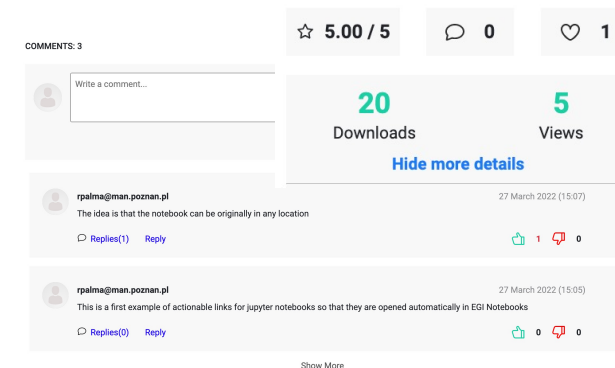 5.00 / 5
0
1
COMMENTS: 3
Write a comment...
20
5
Downloads
Views
Hide more details
rpalma@man.poznan.pl
27 March 2022 (15:07)
The idea is that the notebook can be originally in any location
Replies(1) Reply
1 0
rpalma@man.poznan.pl
27 March 2022 (15:05)
This is a first example of actionable links for jupyter notebooks so that they are opened automatically in EGI Notebooks
Replies(0) Reply
0 0
Show More